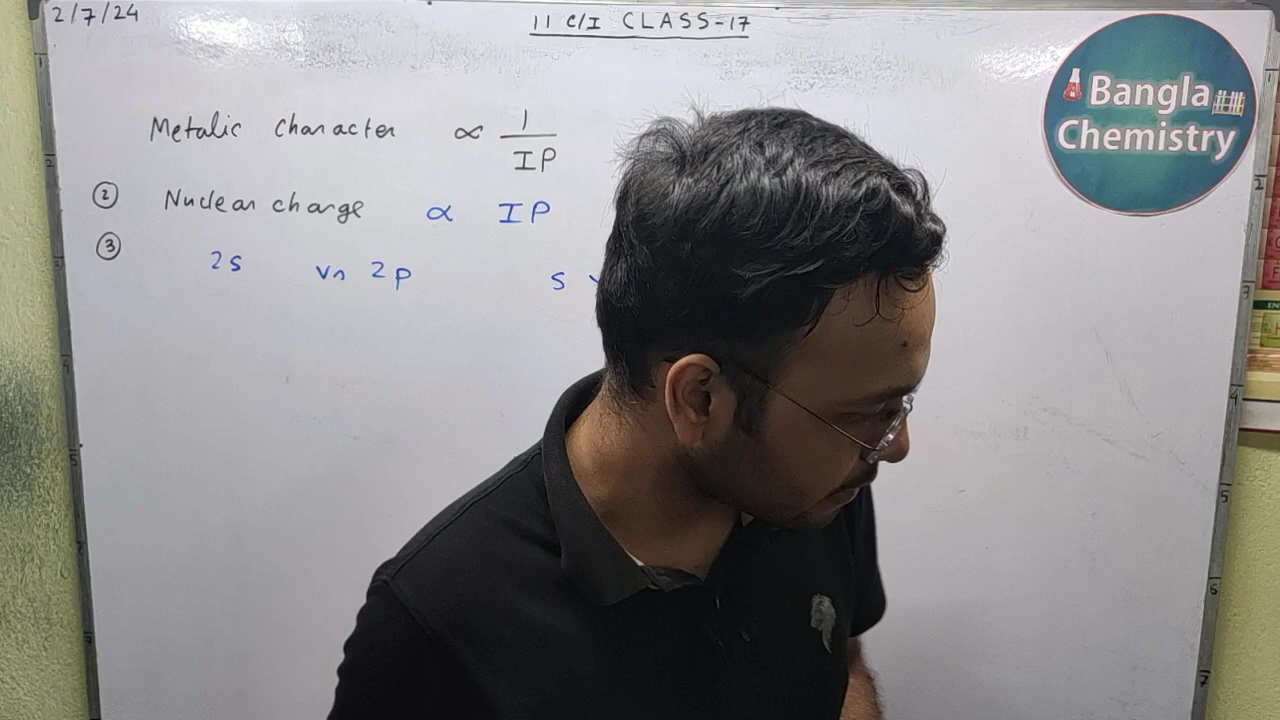 2/7/24
11 C/I CLASS-17
Bangla
Chemistry
Metalic character ∝ 1/IP
② Nuclear charge ∝ IP
③
2s vs 2p s